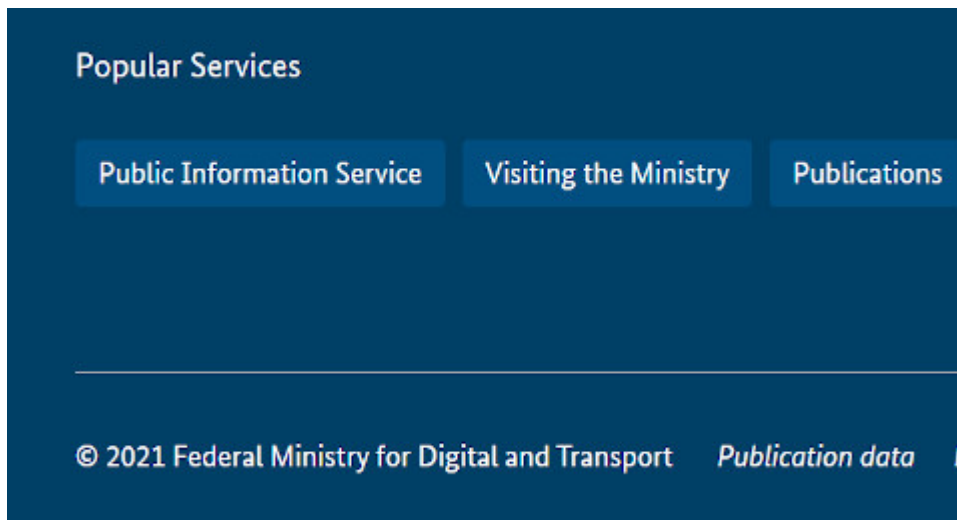 Popular Services
Public Information Service Visiting the Ministry Publications
© 2021 Federal Ministry for Digital and Transport Publication data